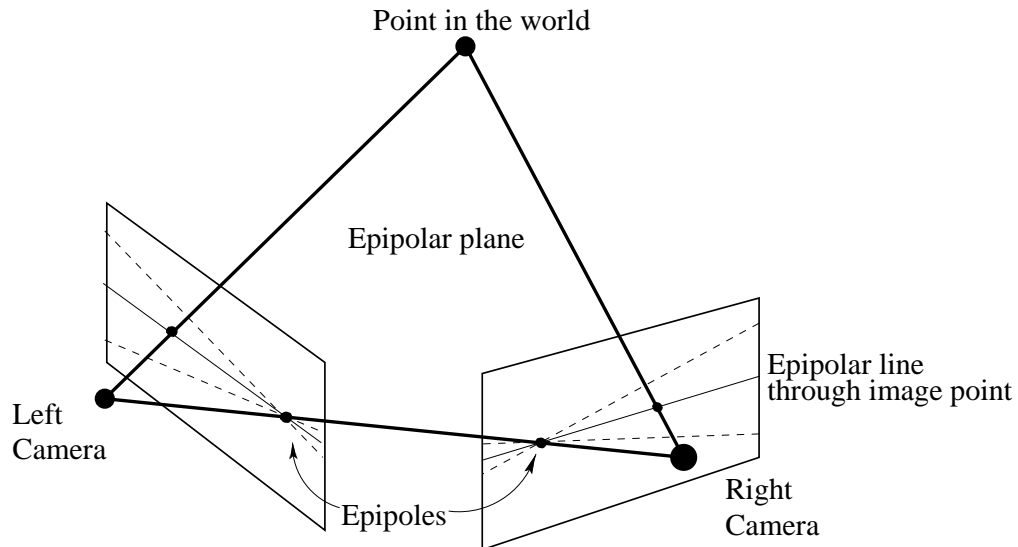 Point in the world
Epipolar plane
Epipolar line
through image point
Left
Camera
Epipoles
Right
Camera